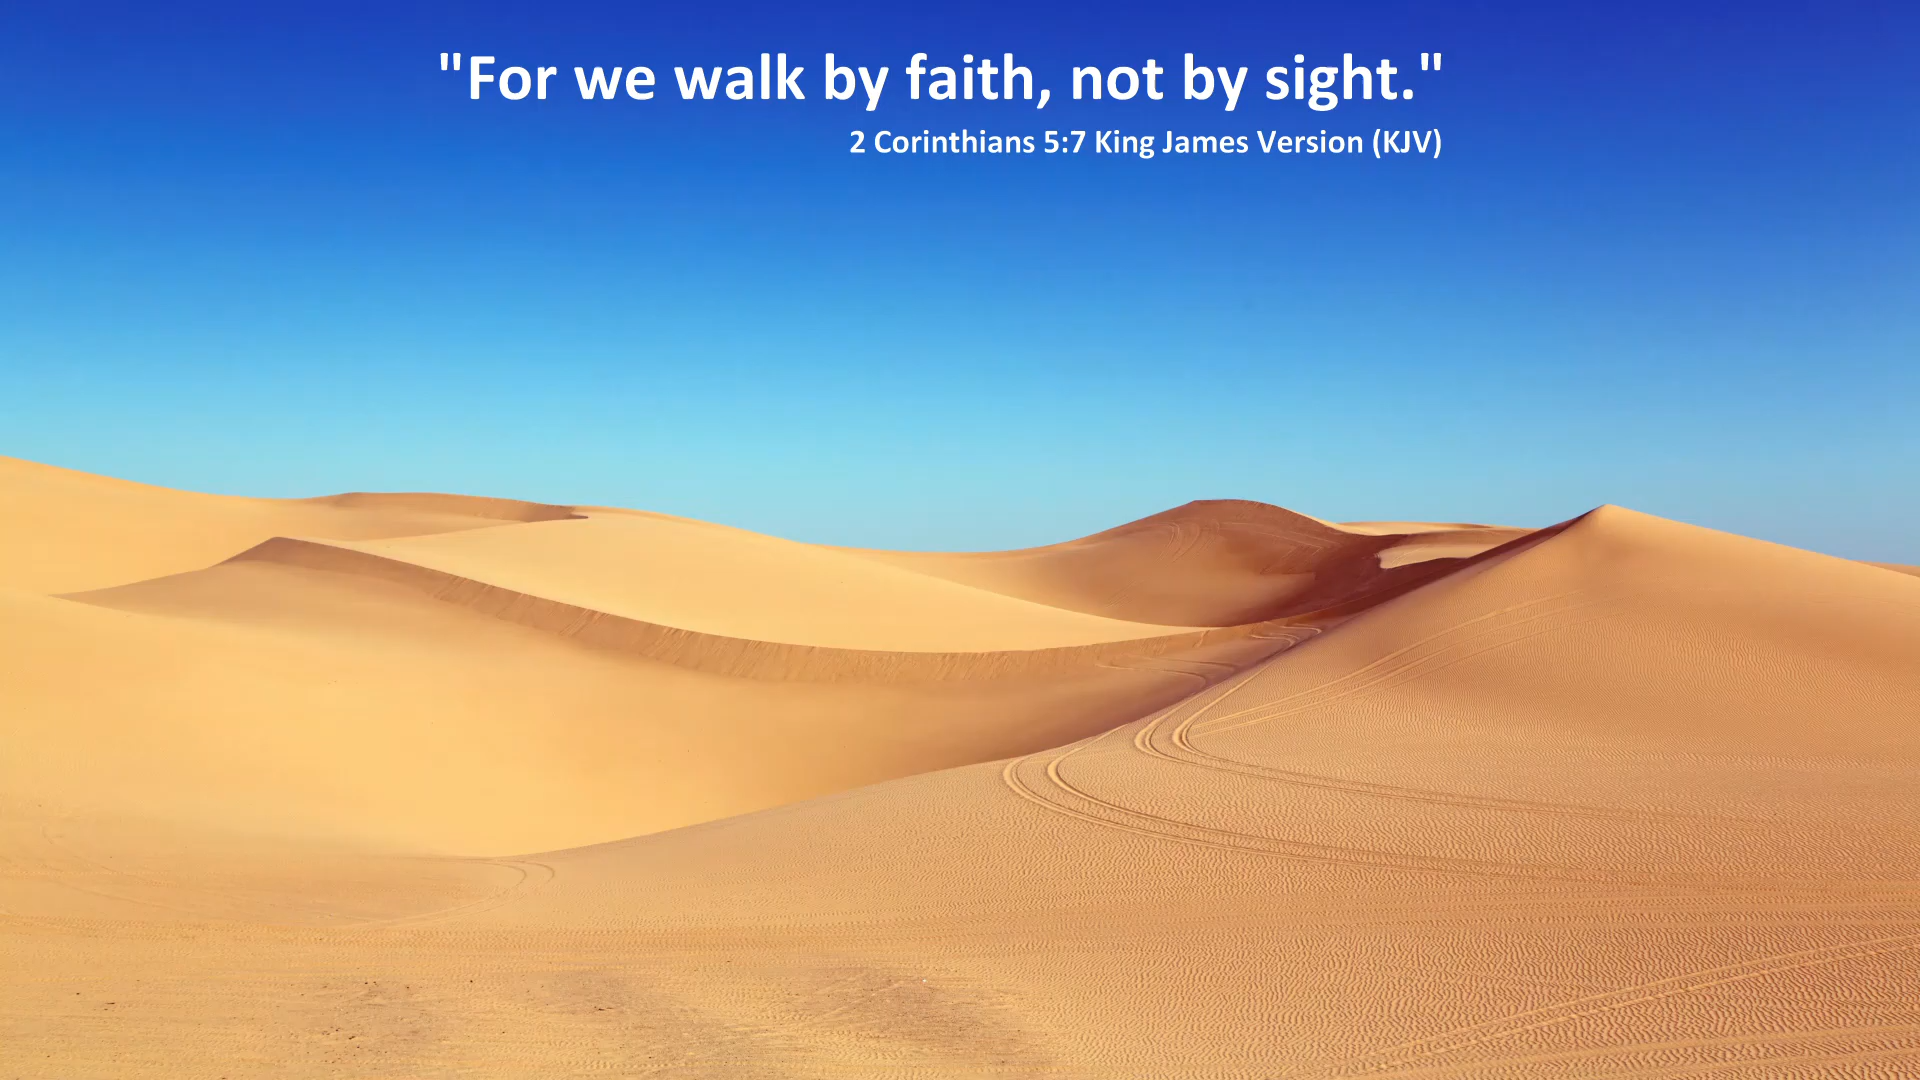 "For we walk by faith, not by sight."
2 Corinthians 5:7 King James Version (KJV)